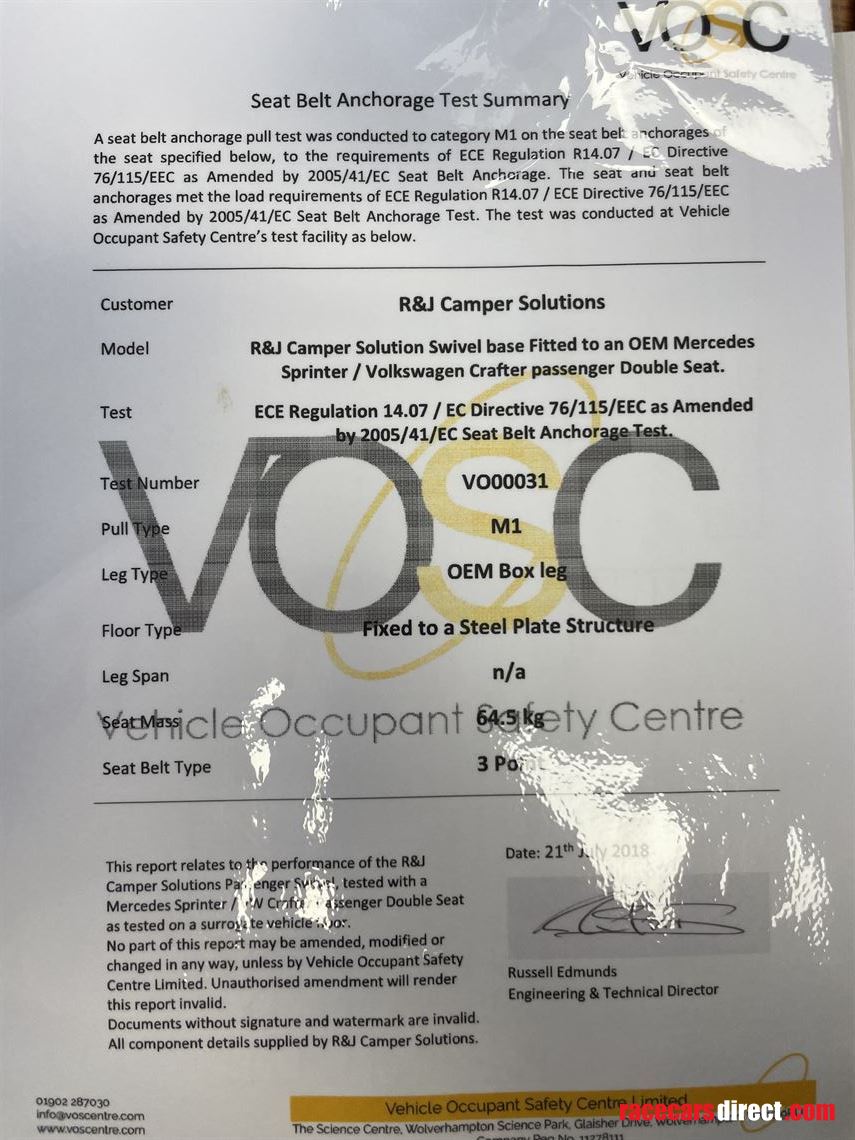 VOSC
Vehicle Occupant Safety Centre
Seat Belt Anchorage Test Summary
A seat belt anchorage pull test was conducted to category M1 on the seat belt anchorages of
the seat specified below, to the requirements of ECE Regulation R14.07 / EC Directive
76/115/EEC as Amended by 2005/41/EC Seat Belt Anchorage. The seat and seat belt
anchorages met the load requirements of ECE Regulation R14.07 / ECE Directive 76/115/EEC
as Amended by 2005/41/EC Seat Belt Anchorage Test. The test was conducted at Vehicle
Occupant Safety Centre's test facility as below.
Customer R&J Camper Solutions
Model R&J Camper Solution Swivel base Fitted to an OEM Mercedes
Sprinter / Volkswagen Crafter passenger Double Seat.
Test ECE Regulation 14.07 / EC Directive 76/115/EEC as Amended
by 2005/41/EC Seat Belt Anchorage Test.
VOSC
Test Number VO00031
Pull Type M1
Leg Type OEM Box leg
Floor Type Fixed to a Steel Plate Structure
Leg Span n/a
Vehicle Occupant Safety Centre
Seat Mass 64.5 kg
Seat Belt Type 3 Point
This report relates to the performance of the R&J
Camper Solutions Passenger Swivel, tested with a
Mercedes Sprinter / VW Crafter Passenger Double Seat
as tested on a surrogate vehicle floor.
No part of this report may be amended, modified or
changed in any way, unless by Vehicle Occupant Safety
Centre Limited. Unauthorised amendment will render
this report invalid.
Documents without signature and watermark are invalid.
All component details supplied by R&J Camper Solutions.
Date: 21th July 2018
Russell Edmunds
Engineering & Technical Director
01902 287030
info@voscentre.com
www.voscentre.com
Vehicle Occupant Safety Centre Limited
The Science Centre, Wolverhampton Science Park, Glaisher Drive,
Company Reg No. 11278111
racecarsdirect.com